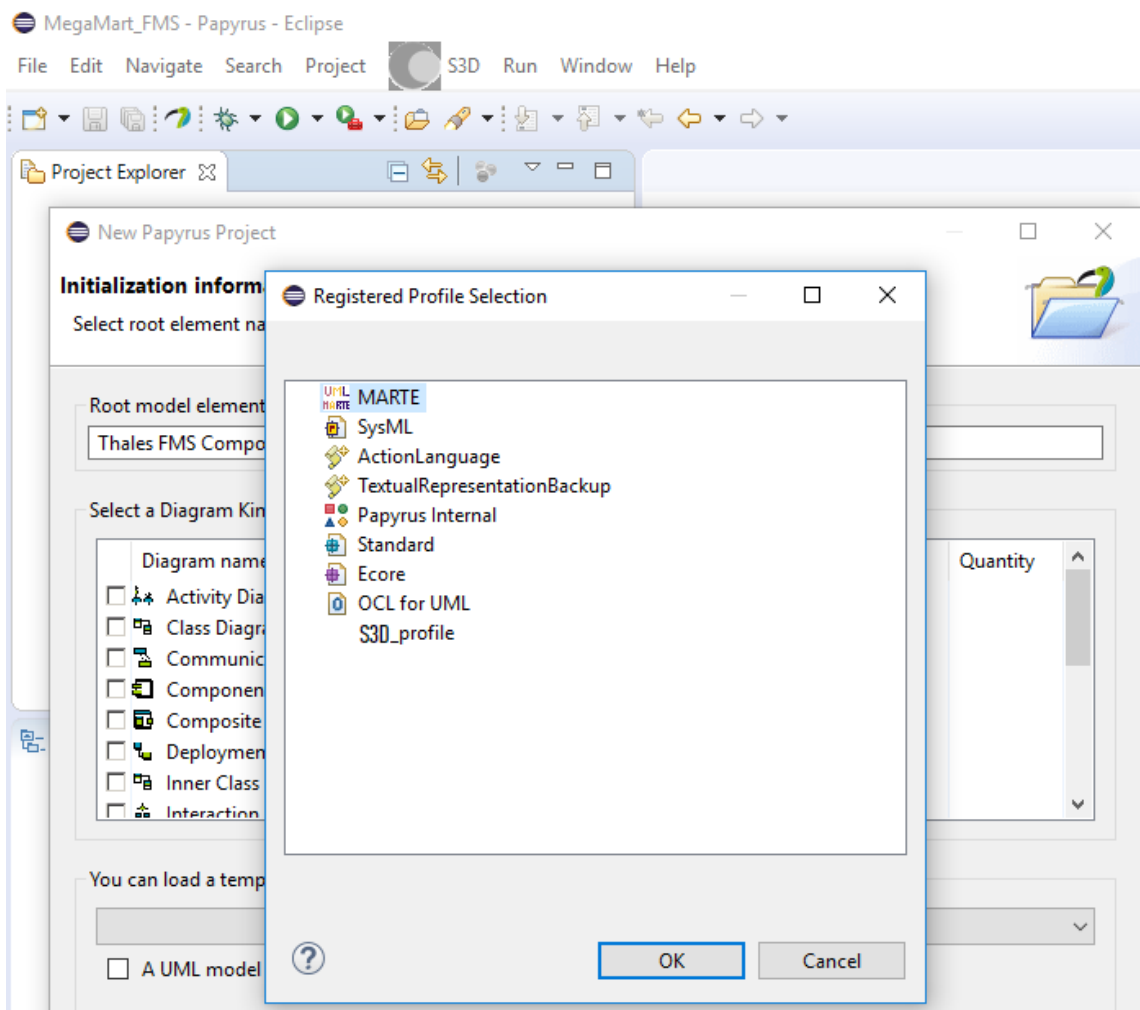 MegaMart_FMS - Papyrus - Eclipse
File Edit Navigate Search Project S3D Run Window Help
Project Explorer
New Papyrus Project
Initialization inform
Select root element na
Registered Profile Selection
UML MARTE MARTE
SysML
ActionLanguage
TextualRepresentationBackup
Papyrus Internal
Standard
Ecore
OCL for UML
S3D_profile
Root model element
Thales FMS Compo
Select a Diagram Kin
Diagram name Quantity
Activity Dia
Class Diagra
Communic
Componen
Composite
Deploymen
Inner Class
Interaction
You can load a temp
A UML model
OK Cancel